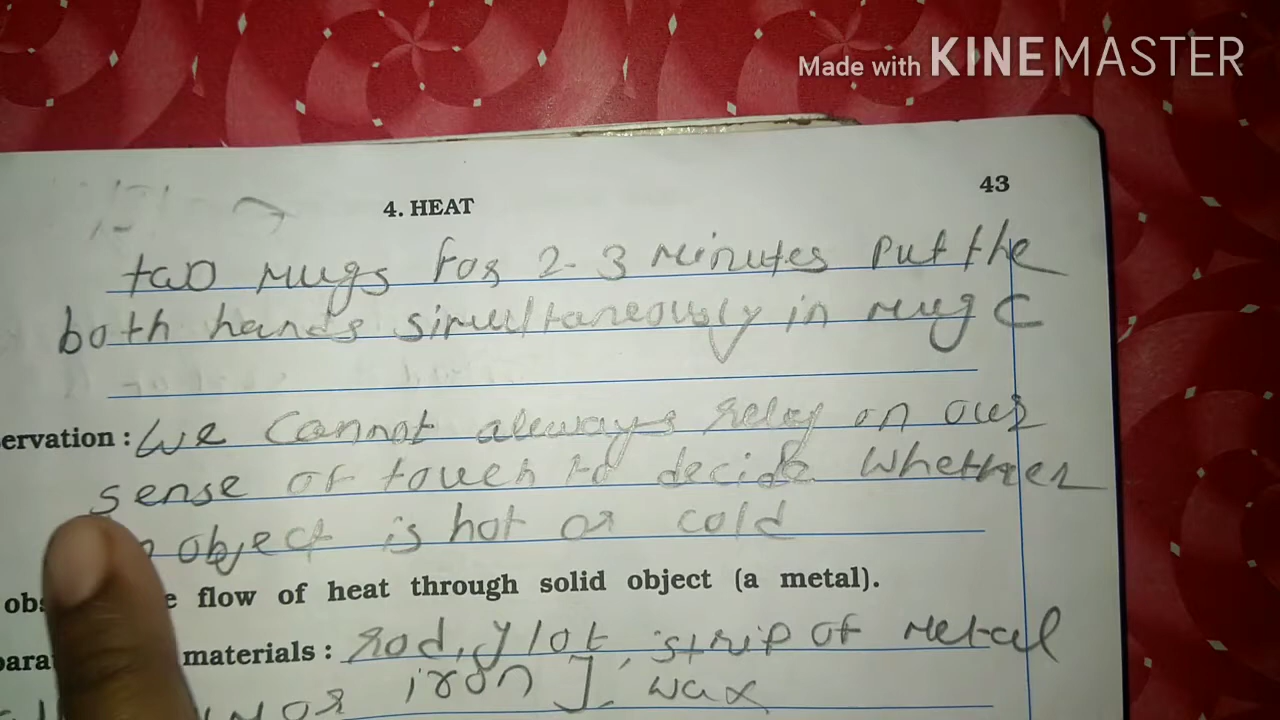 Made with KINEMASTER
43
4. HEAT
two mugs for 2-3 minutes put the
both hands simultaneously in mug C
ervation : We cannot always relay on our
sense of touch to decide whether
object is hot or cold
obs e flow of heat through solid object (a metal).
para materials : rod, strip of metal
iron ], wax